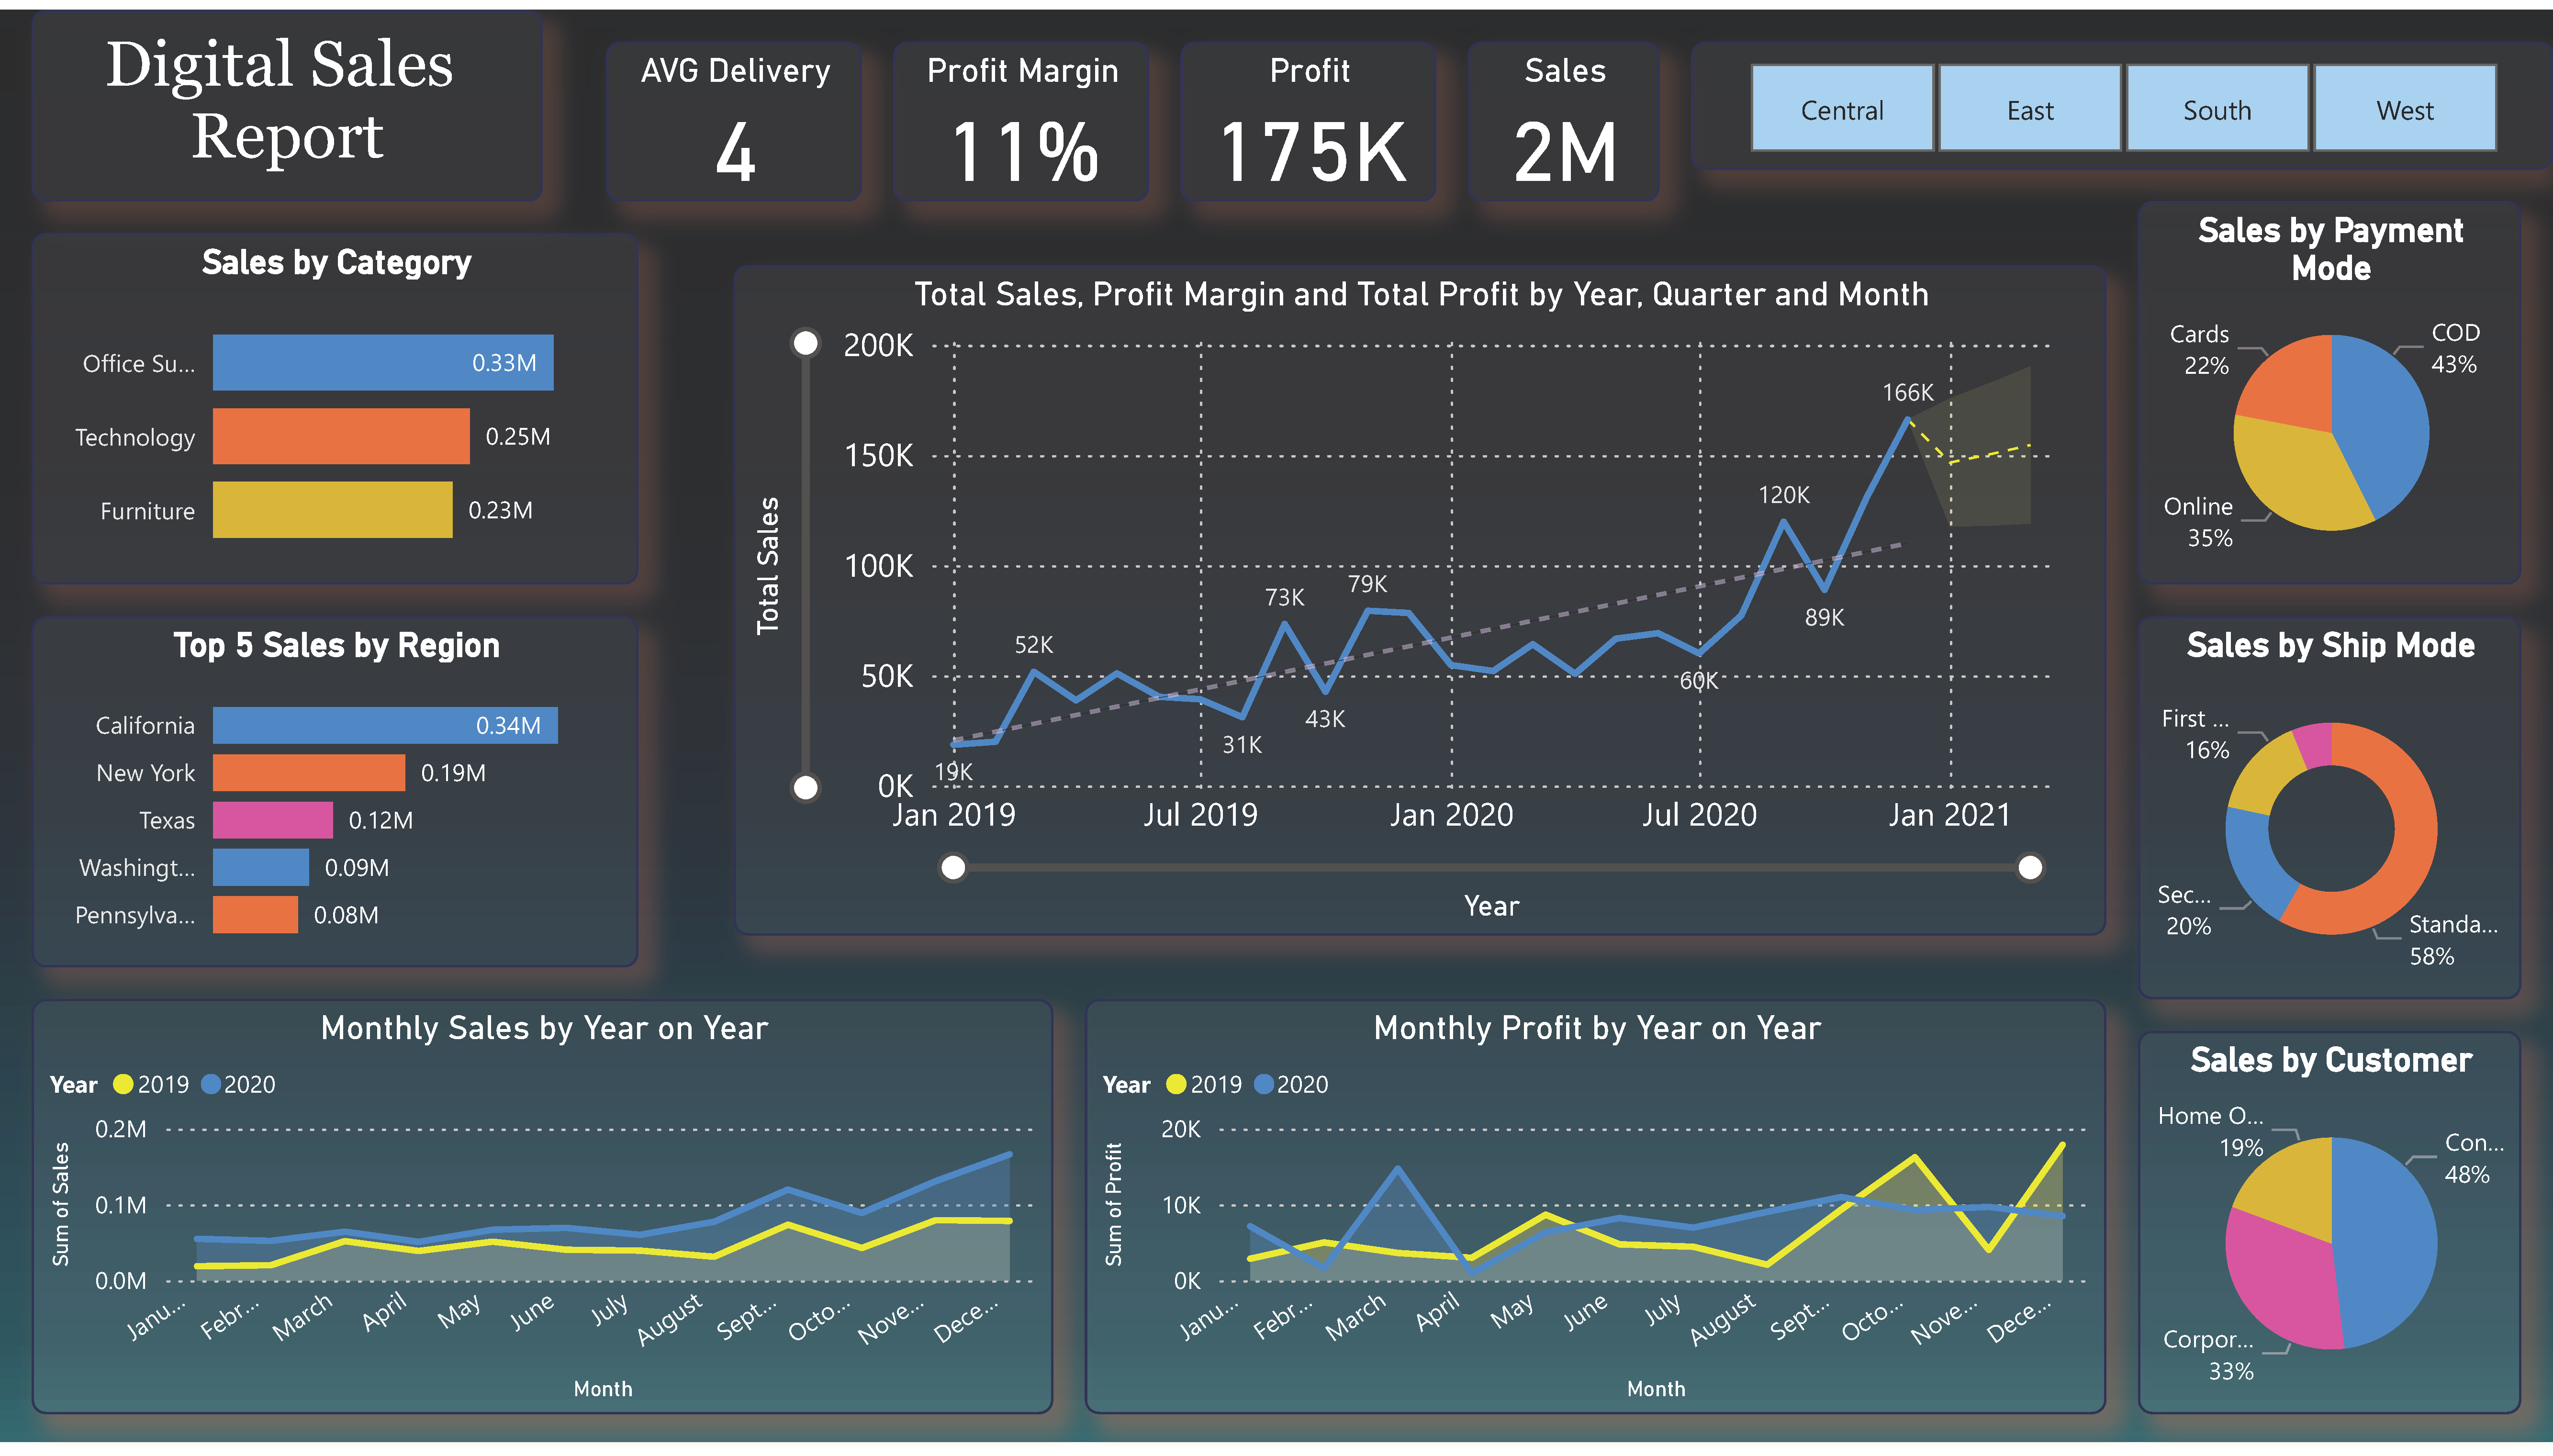 Digital Sales
Report
AVG Delivery
4
Profit Margin
11%
Profit
175K
Sales
2M
Central
East
South
West
Sales by Category
Office Su...
0.33M
Technology
0.25M
Furniture
0.23M
Top 5 Sales by Region
California
0.34M
New York
0.19M
Texas
0.12M
Washingt...
0.09M
Pennsylva...
0.08M
Total Sales, Profit Margin and Total Profit by Year, Quarter and Month
Total Sales
200K
150K
100K
50K
0K
19K
52K
31K
73K
43K
79K
60K
120K
89K
166K
Jan 2019
Jul 2019
Jan 2020
Jul 2020
Jan 2021
Year
Sales by Payment
Mode
Cards
22%
COD
43%
Online
35%
Sales by Ship Mode
First ...
16%
Sec...
20%
Standa...
58%
Monthly Sales by Year on Year
Year 2019 2020
Sum of Sales
0.2M
0.1M
0.0M
Janu...
Febr...
March
April
May
June
July
August
Sept...
Octo...
Nove...
Dece...
Month
Monthly Profit by Year on Year
Year 2019 2020
Sum of Profit
20K
10K
0K
Janu...
Febr...
March
April
May
June
July
August
Sept...
Octo...
Nove...
Dece...
Month
Sales by Customer
Home O...
19%
Con...
48%
Corpor...
33%